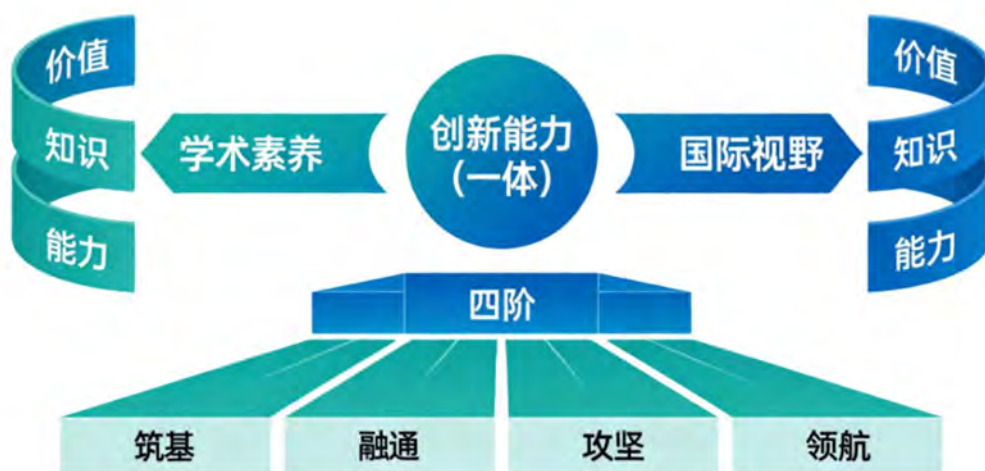 价值
知识
能力
学术素养
创新能力
（一体）
国际视野
价值
知识
能力
四阶
筑基
融通
攻坚
领航